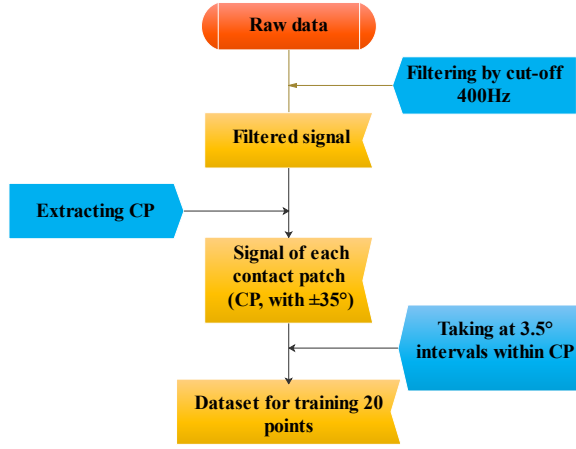 Raw data
Filtering by cut-off
400Hz
Filtered signal
Extracting CP
Signal of each
contact patch
(CP, with ±35°)
Taking at 3.5°
intervals within CP
Dataset for training 20
points